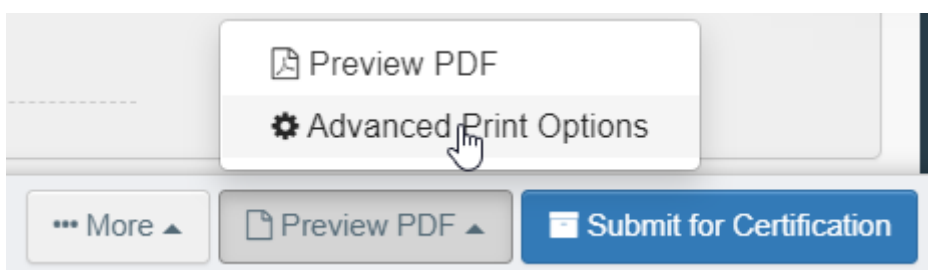 Preview PDF
Advanced Print Options
More Preview PDF Submit for Certification